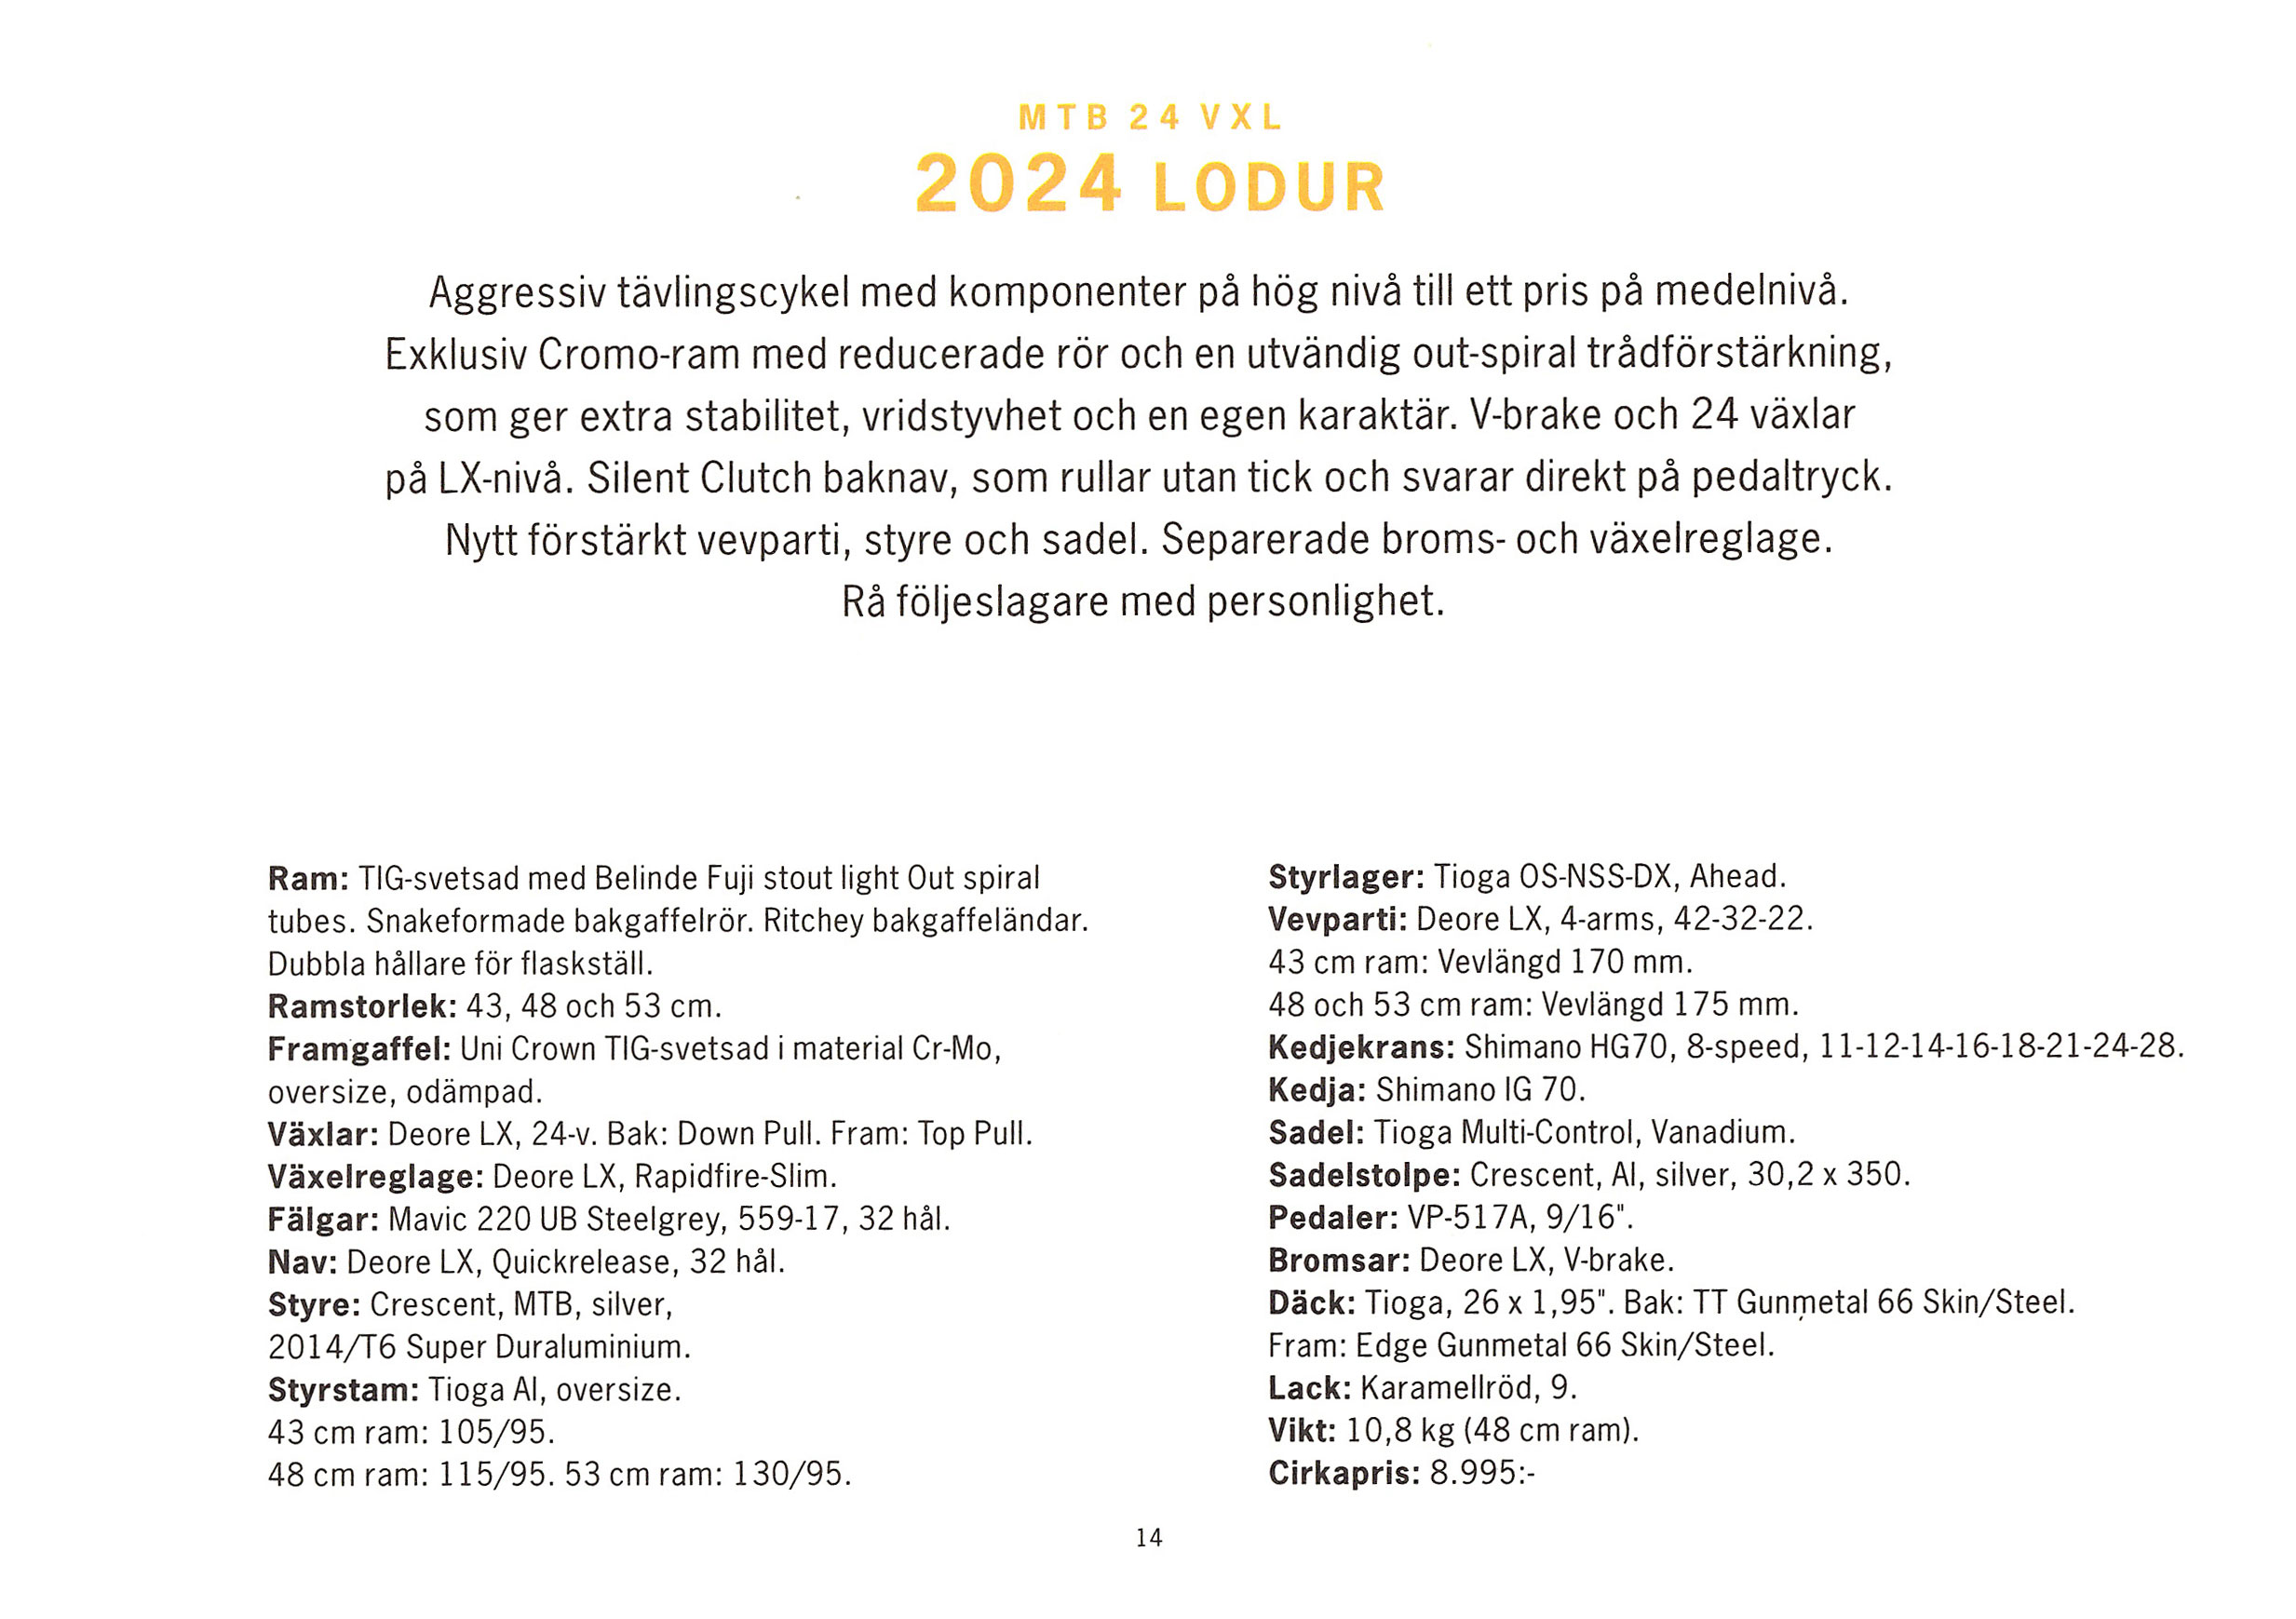 MTB 24 VXL
2024 LODUR
Aggressiv tävlingscykel med komponenter på hög nivå till ett pris på medelnivå.
Exklusiv Cromo-ram med reducerade rör och en utvändig out-spiral trådförstärkning,
som ger extra stabilitet, vridstyvhet och en egen karaktär. V-brake och 24 växlar
på LX-nivå. Silent Clutch baknav, som rullar utan tick och svarar direkt på pedaltryck.
Nytt förstärkt vevparti, styre och sadel. Separerade broms- och växelreglage.
Rå följeslagare med personlighet.
Ram: TIG-svetsad med Belinde Fuji stout light Out spiral
tubes. Snakeformade bakgaffelrör. Ritchey bakgaffeländar.
Dubbla hållare för flaskställ.
Ramstorlek: 43, 48 och 53 cm.
Framgaffel: Uni Crown TIG-svetsad i material Cr-Mo,
oversize, odämpad.
Växlar: Deore LX, 24-v. Bak: Down Pull. Fram: Top Pull.
Växelreglage: Deore LX, Rapidfire-Slim.
Fälgar: Mavic 220 UB Steelgrey, 559-17, 32 hål.
Nav: Deore LX, Quickrelease, 32 hål.
Styre: Crescent, MTB, silver,
2014/T6 Super Duraluminium.
Styrstam: Tioga Al, oversize.
43 cm ram: 105/95.
48 cm ram: 115/95. 53 cm ram: 130/95.
Styrlager: Tioga OS-NSS-DX, Ahead.
Vevparti: Deore LX, 4-arms, 42-32-22.
43 cm ram: Vevlängd 170 mm.
48 och 53 cm ram: Vevlängd 175 mm.
Kedjekrans: Shimano HG70, 8-speed, 11-12-14-16-18-21-24-28.
Kedja: Shimano IG 70.
Sadel: Tioga Multi-Control, Vanadium.
Sadelstolpe: Crescent, Al, silver, 30,2 x 350.
Pedaler: VP-517A, 9/16".
Bromsar: Deore LX, V-brake.
Däck: Tioga, 26 x 1,95". Bak: TT Gunmetal 66 Skin/Steel.
Fram: Edge Gunmetal 66 Skin/Steel.
Lack: Karamellröd, 9.
Vikt: 10,8 kg (48 cm ram).
Cirkapris: 8.995:-
14